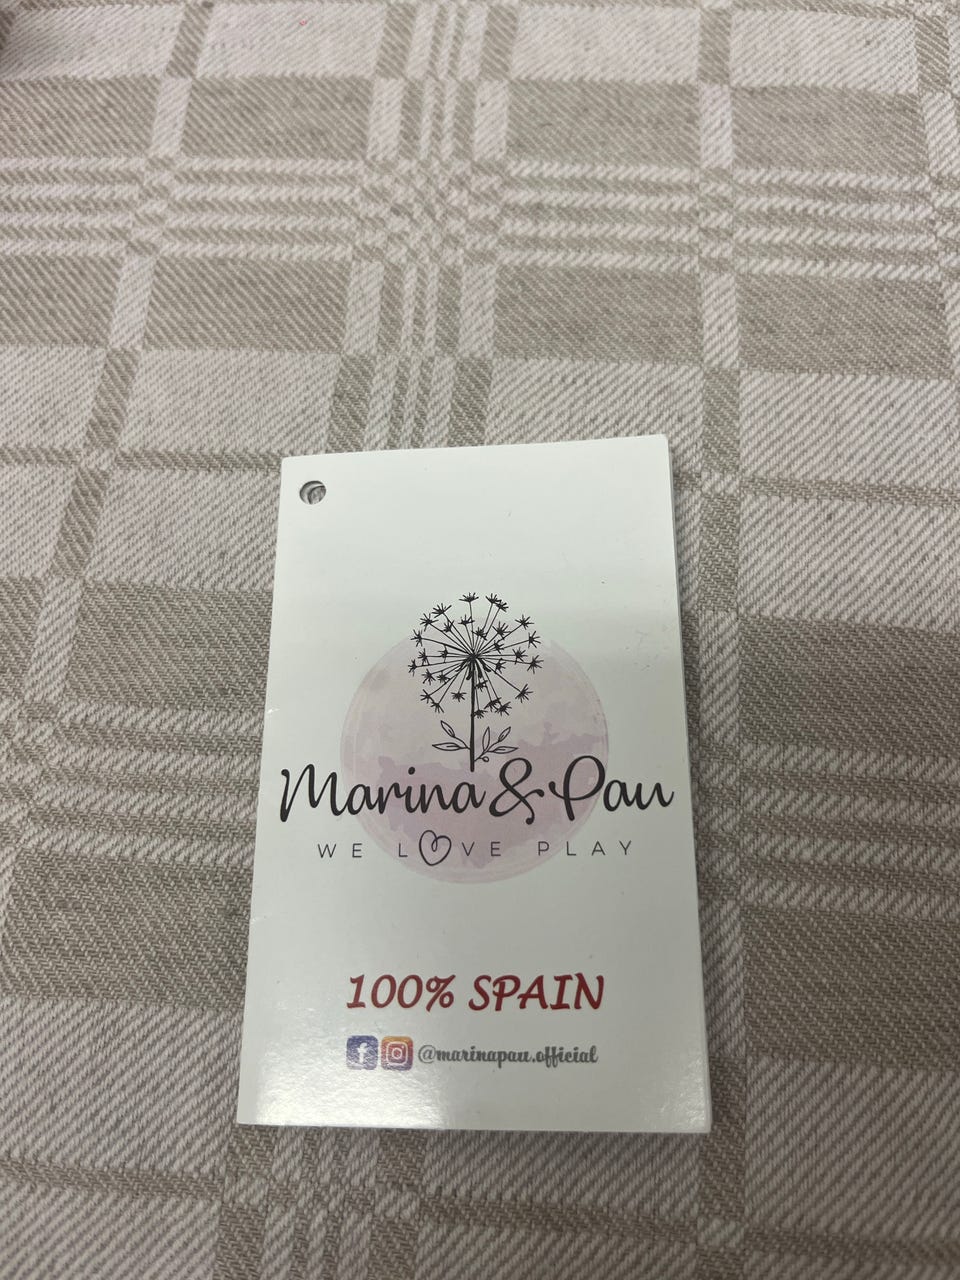 Marina & Pau
WE LOVE PLAY
100% SPAIN
@marinapau.official